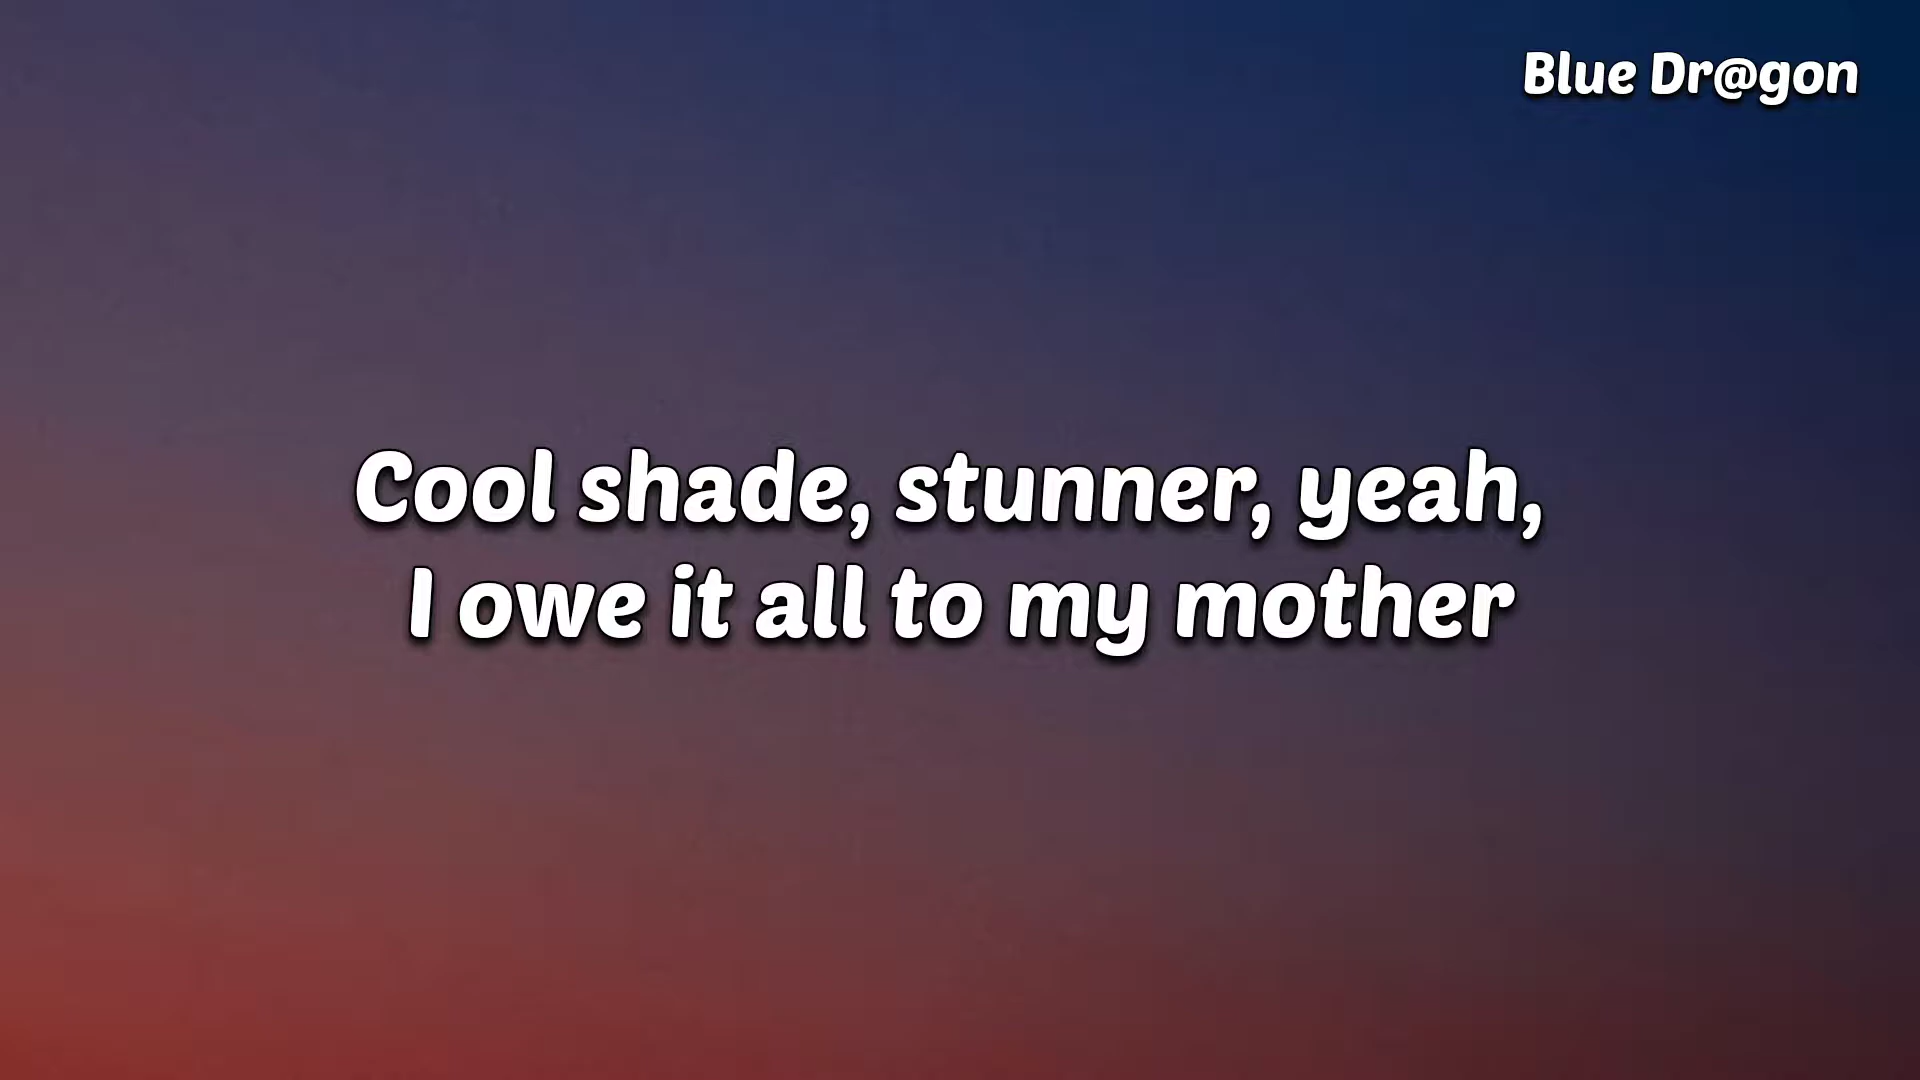 Blue Dr@gon
Cool shade, stunner, yeah,
I owe it all to my mother